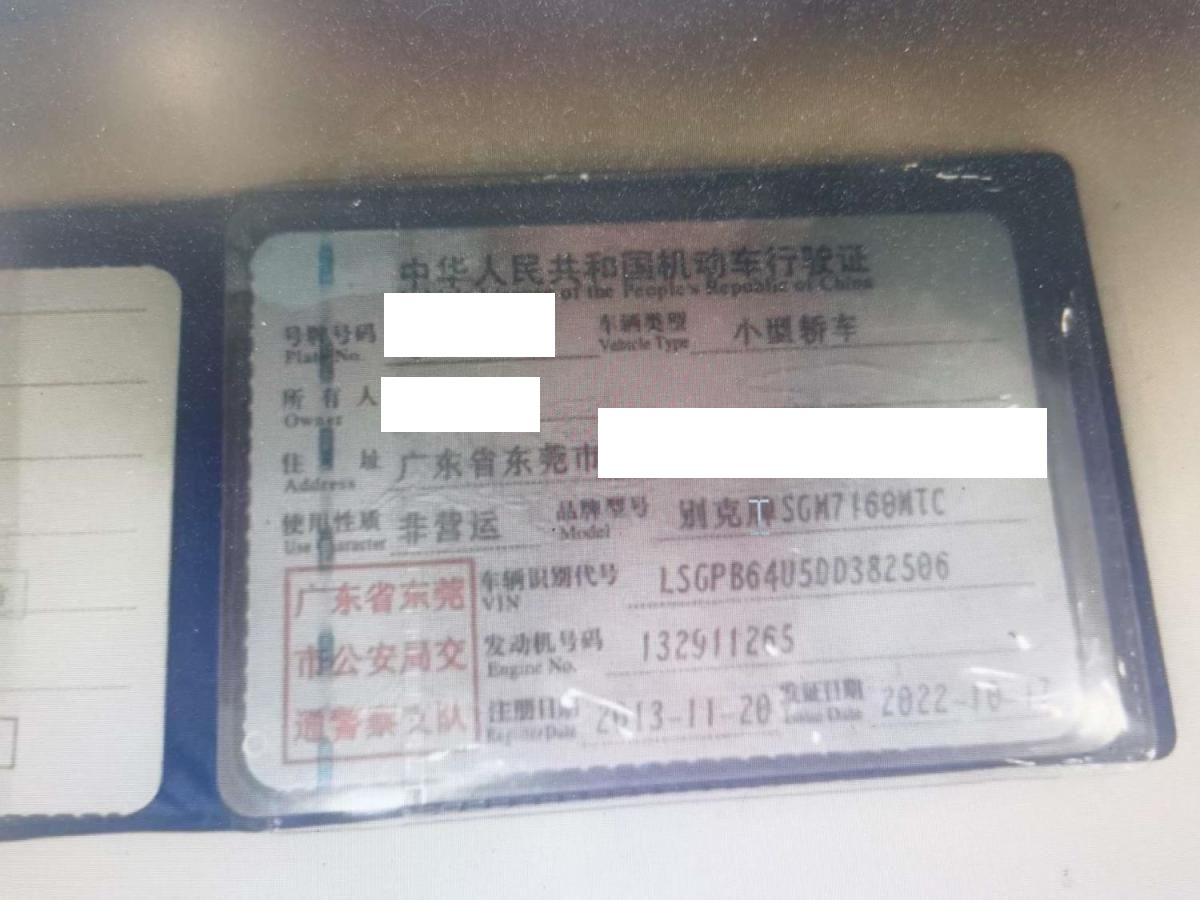 中华人民共和国机动车行驶证
of the People's Republic of China
号牌号码 车辆类型 小型轿车
Plate No. Vehicle Type
所有人
Owner
住址 广东省东莞市
Address
使用性质 非营运 品牌型号 别克牌SGM7160MTC
Use Character Model
广东省东莞 车辆识别代号 LSGPB64U5DD382506
VIN
市公安局交 发动机号码 132911265
Engine No.
通警察支队 注册日期 2013-11-20 发证日期 2022-10-
Register Date Issue Date